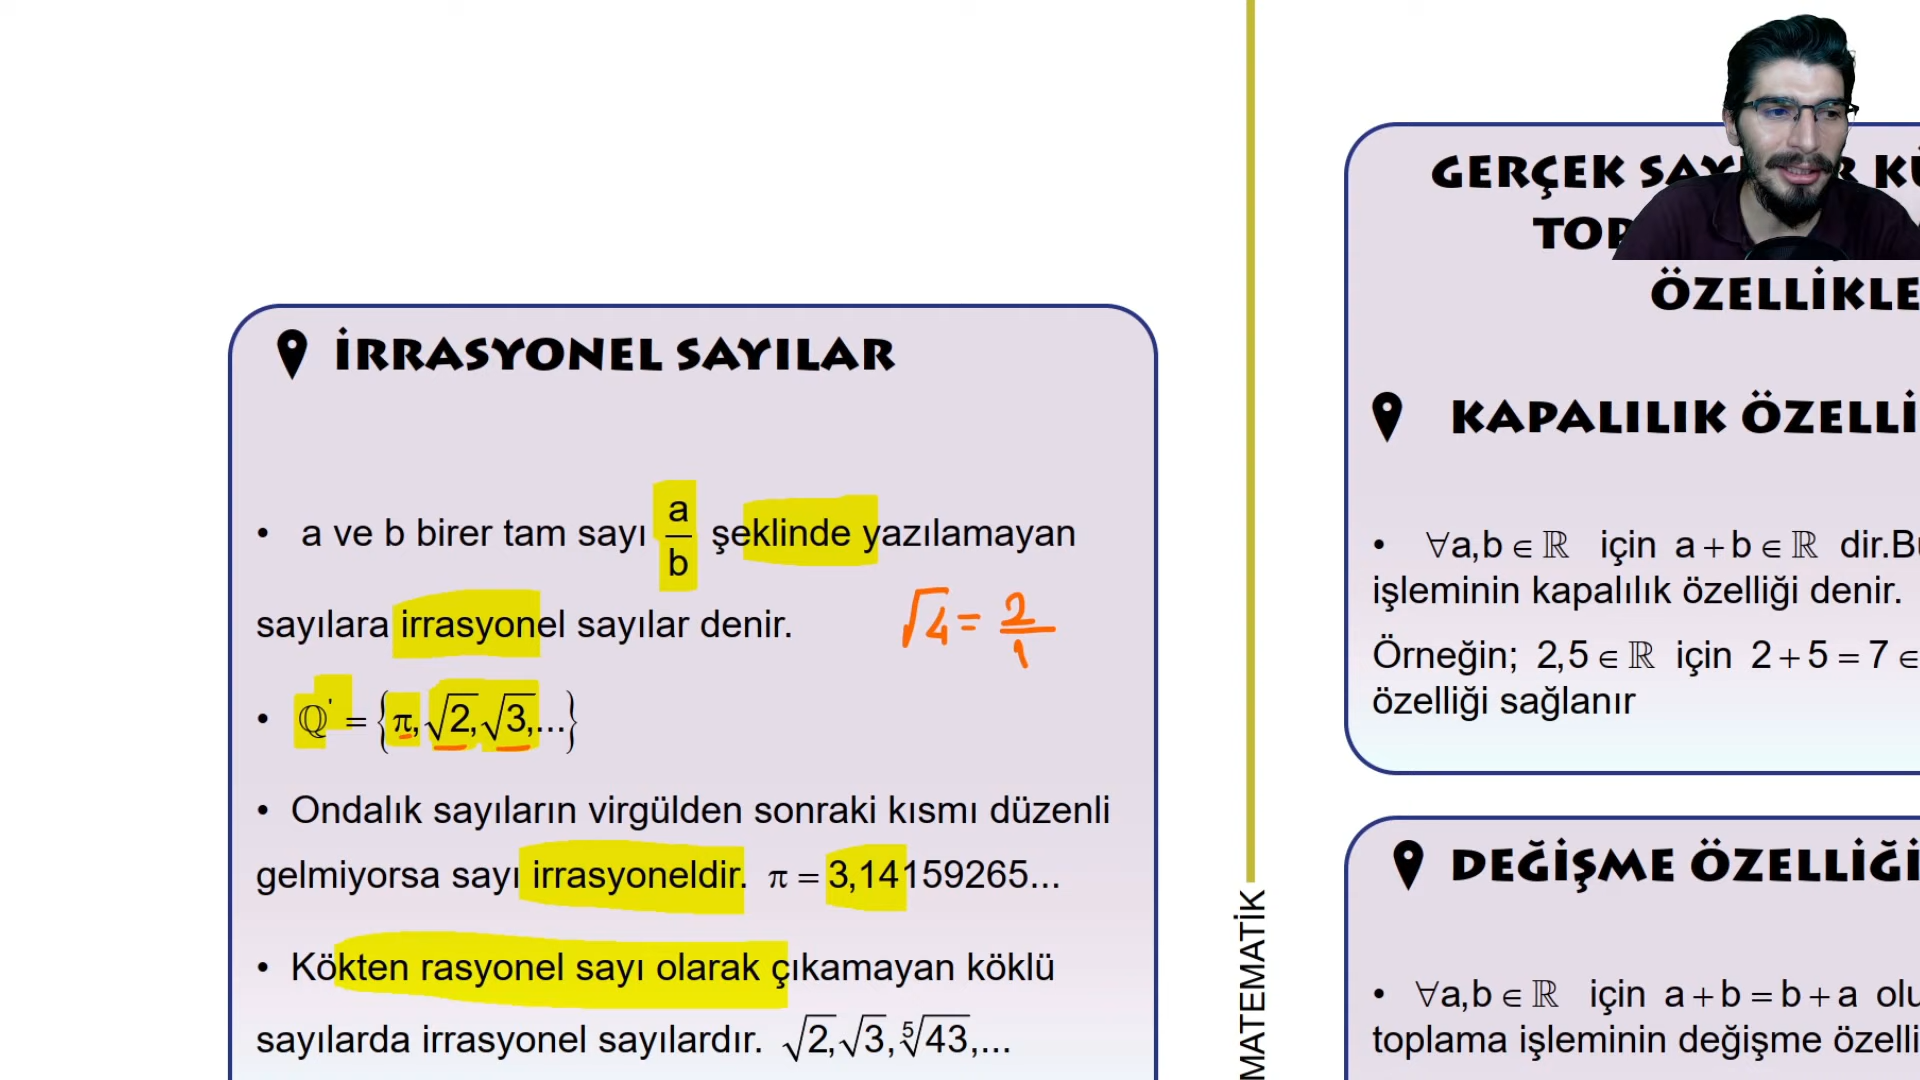 İRRASYONEL SAYILAR
• a ve b birer tam sayı a/b şeklinde yazılamayan
sayılara irrasyonel sayılar denir.
√4 = 2/1
• ℚ' = {π, √2, √3,...}
• Ondalık sayıların virgülden sonraki kısmı düzenli
gelmiyorsa sayı irrasyoneldir. π = 3,14159265...
• Kökten rasyonel sayı olarak çıkamayan köklü
sayılarda irrasyonel sayılardır. √2, √3, ⁵√43,...
MATEMATİK
GERÇEK
ÖZELLİKLE
KAPALILIK ÖZELLİ
• ∀a,b ∈ ℝ için a + b ∈ ℝ dir.B
işleminin kapalılık özelliği denir.
Örneğin; 2,5 ∈ ℝ için 2 + 5 = 7 ∈
özelliği sağlanır
DEĞİŞME ÖZELLİĞİ
• ∀a,b ∈ ℝ için a + b = b + a olu
toplama işleminin değişme özelli